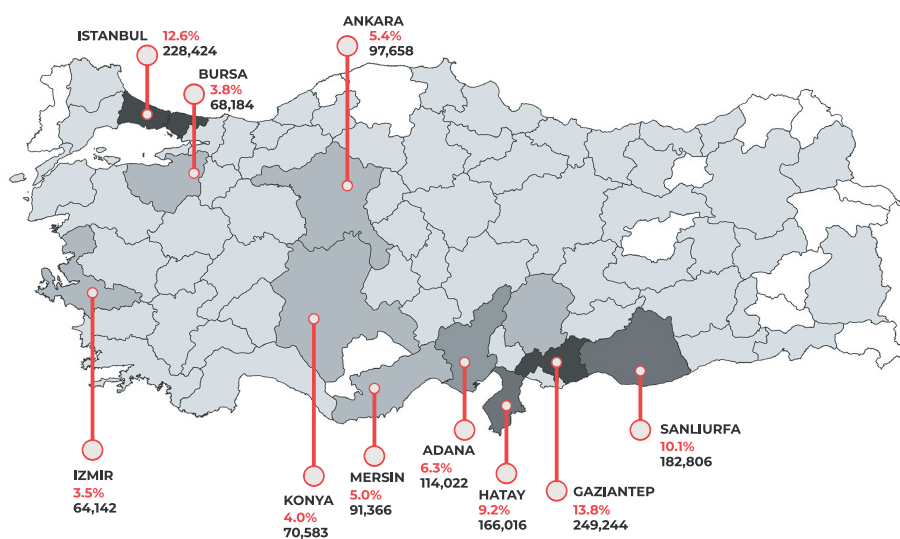 ANKARA
5.4%
97,658
ISTANBUL
12.6%
228,424
BURSA
3.8%
68,184
IZMIR
3.5%
64,142
KONYA
4.0%
70,583
MERSIN
5.0%
91,366
ADANA
6.3%
114,022
HATAY
9.2%
166,016
GAZIANTEP
13.8%
249,244
SANLIURFA
10.1%
182,806